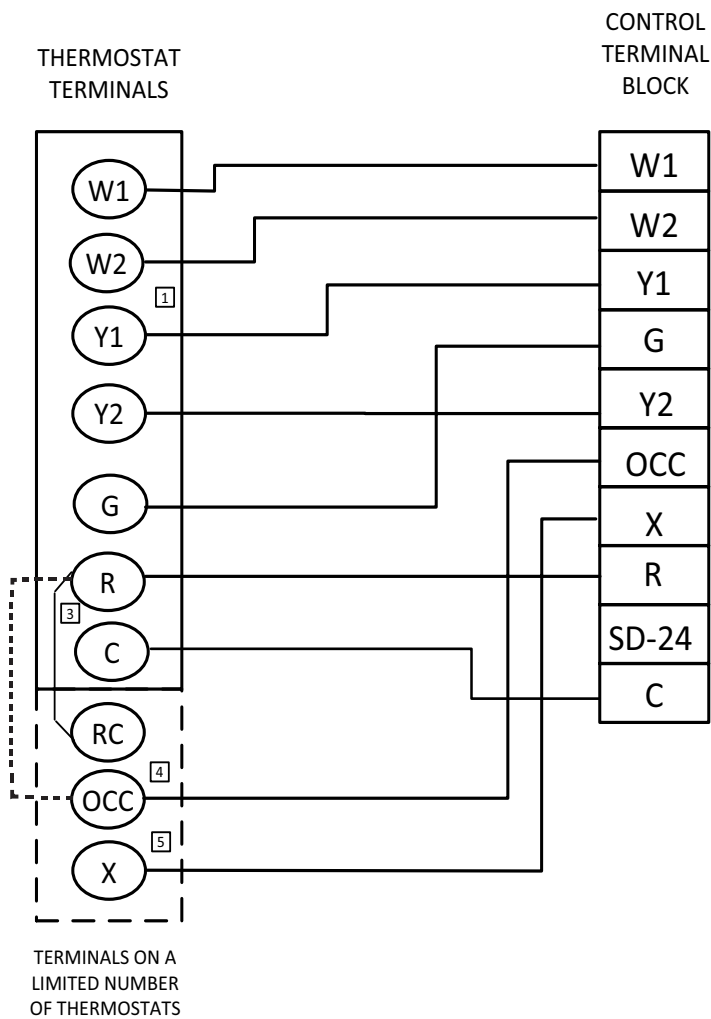 THERMOSTAT
TERMINALS
CONTROL
TERMINAL
BLOCK
W1
W2
1
Y1
Y2
G
R
3
C
RC
4
OCC
5
X
W1
W2
Y1
G
Y2
OCC
X
R
SD-24
C
TERMINALS ON A
LIMITED NUMBER
OF THERMOSTATS